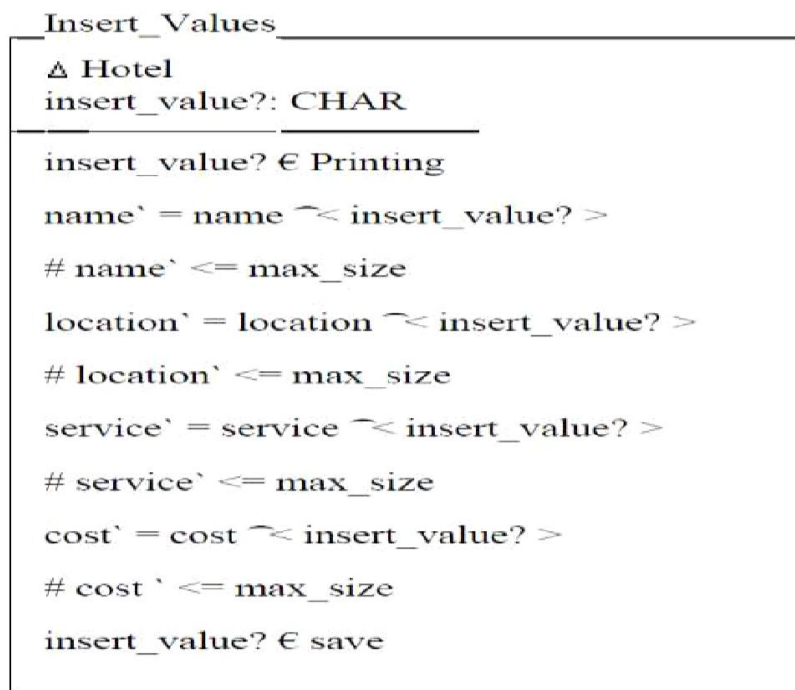 Insert_Values
Δ Hotel
insert_value?: CHAR
insert_value? € Printing
name` = name ⁀< insert_value? >
# name` <= max_size
location` = location ⁀< insert_value? >
# location` <= max_size
service` = service ⁀< insert_value? >
# service` <= max_size
cost` = cost ⁀< insert_value? >
# cost ` <= max_size
insert_value? € save